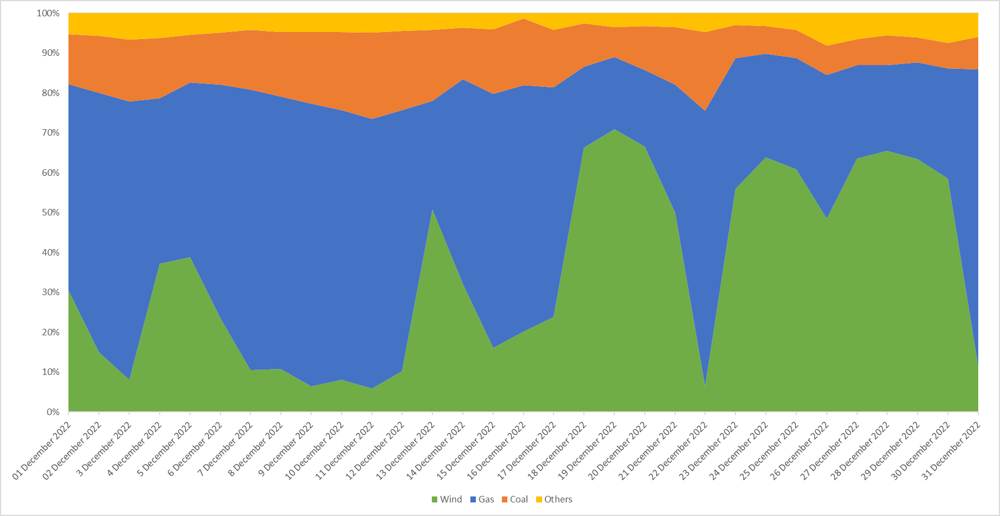 100%
90%
80%
70%
60%
50%
40%
30%
20%
10%
0%
01 December 2022
02 December 2022
3 December 2022
4 December 2022
5 December 2022
6 December 2022
7 December 2022
8 December 2022
9 December 2022
10 December 2022
11 December 2022
12 December 2022
13 December 2022
14 December 2022
15 December 2022
16 December 2022
17 December 2022
18 December 2022
19 December 2022
20 December 2022
21 December 2022
22 December 2022
23 December 2022
24 December 2022
25 December 2022
26 December 2022
27 December 2022
28 December 2022
29 December 2022
30 December 2022
31 December 2022
Wind Gas Coal Others